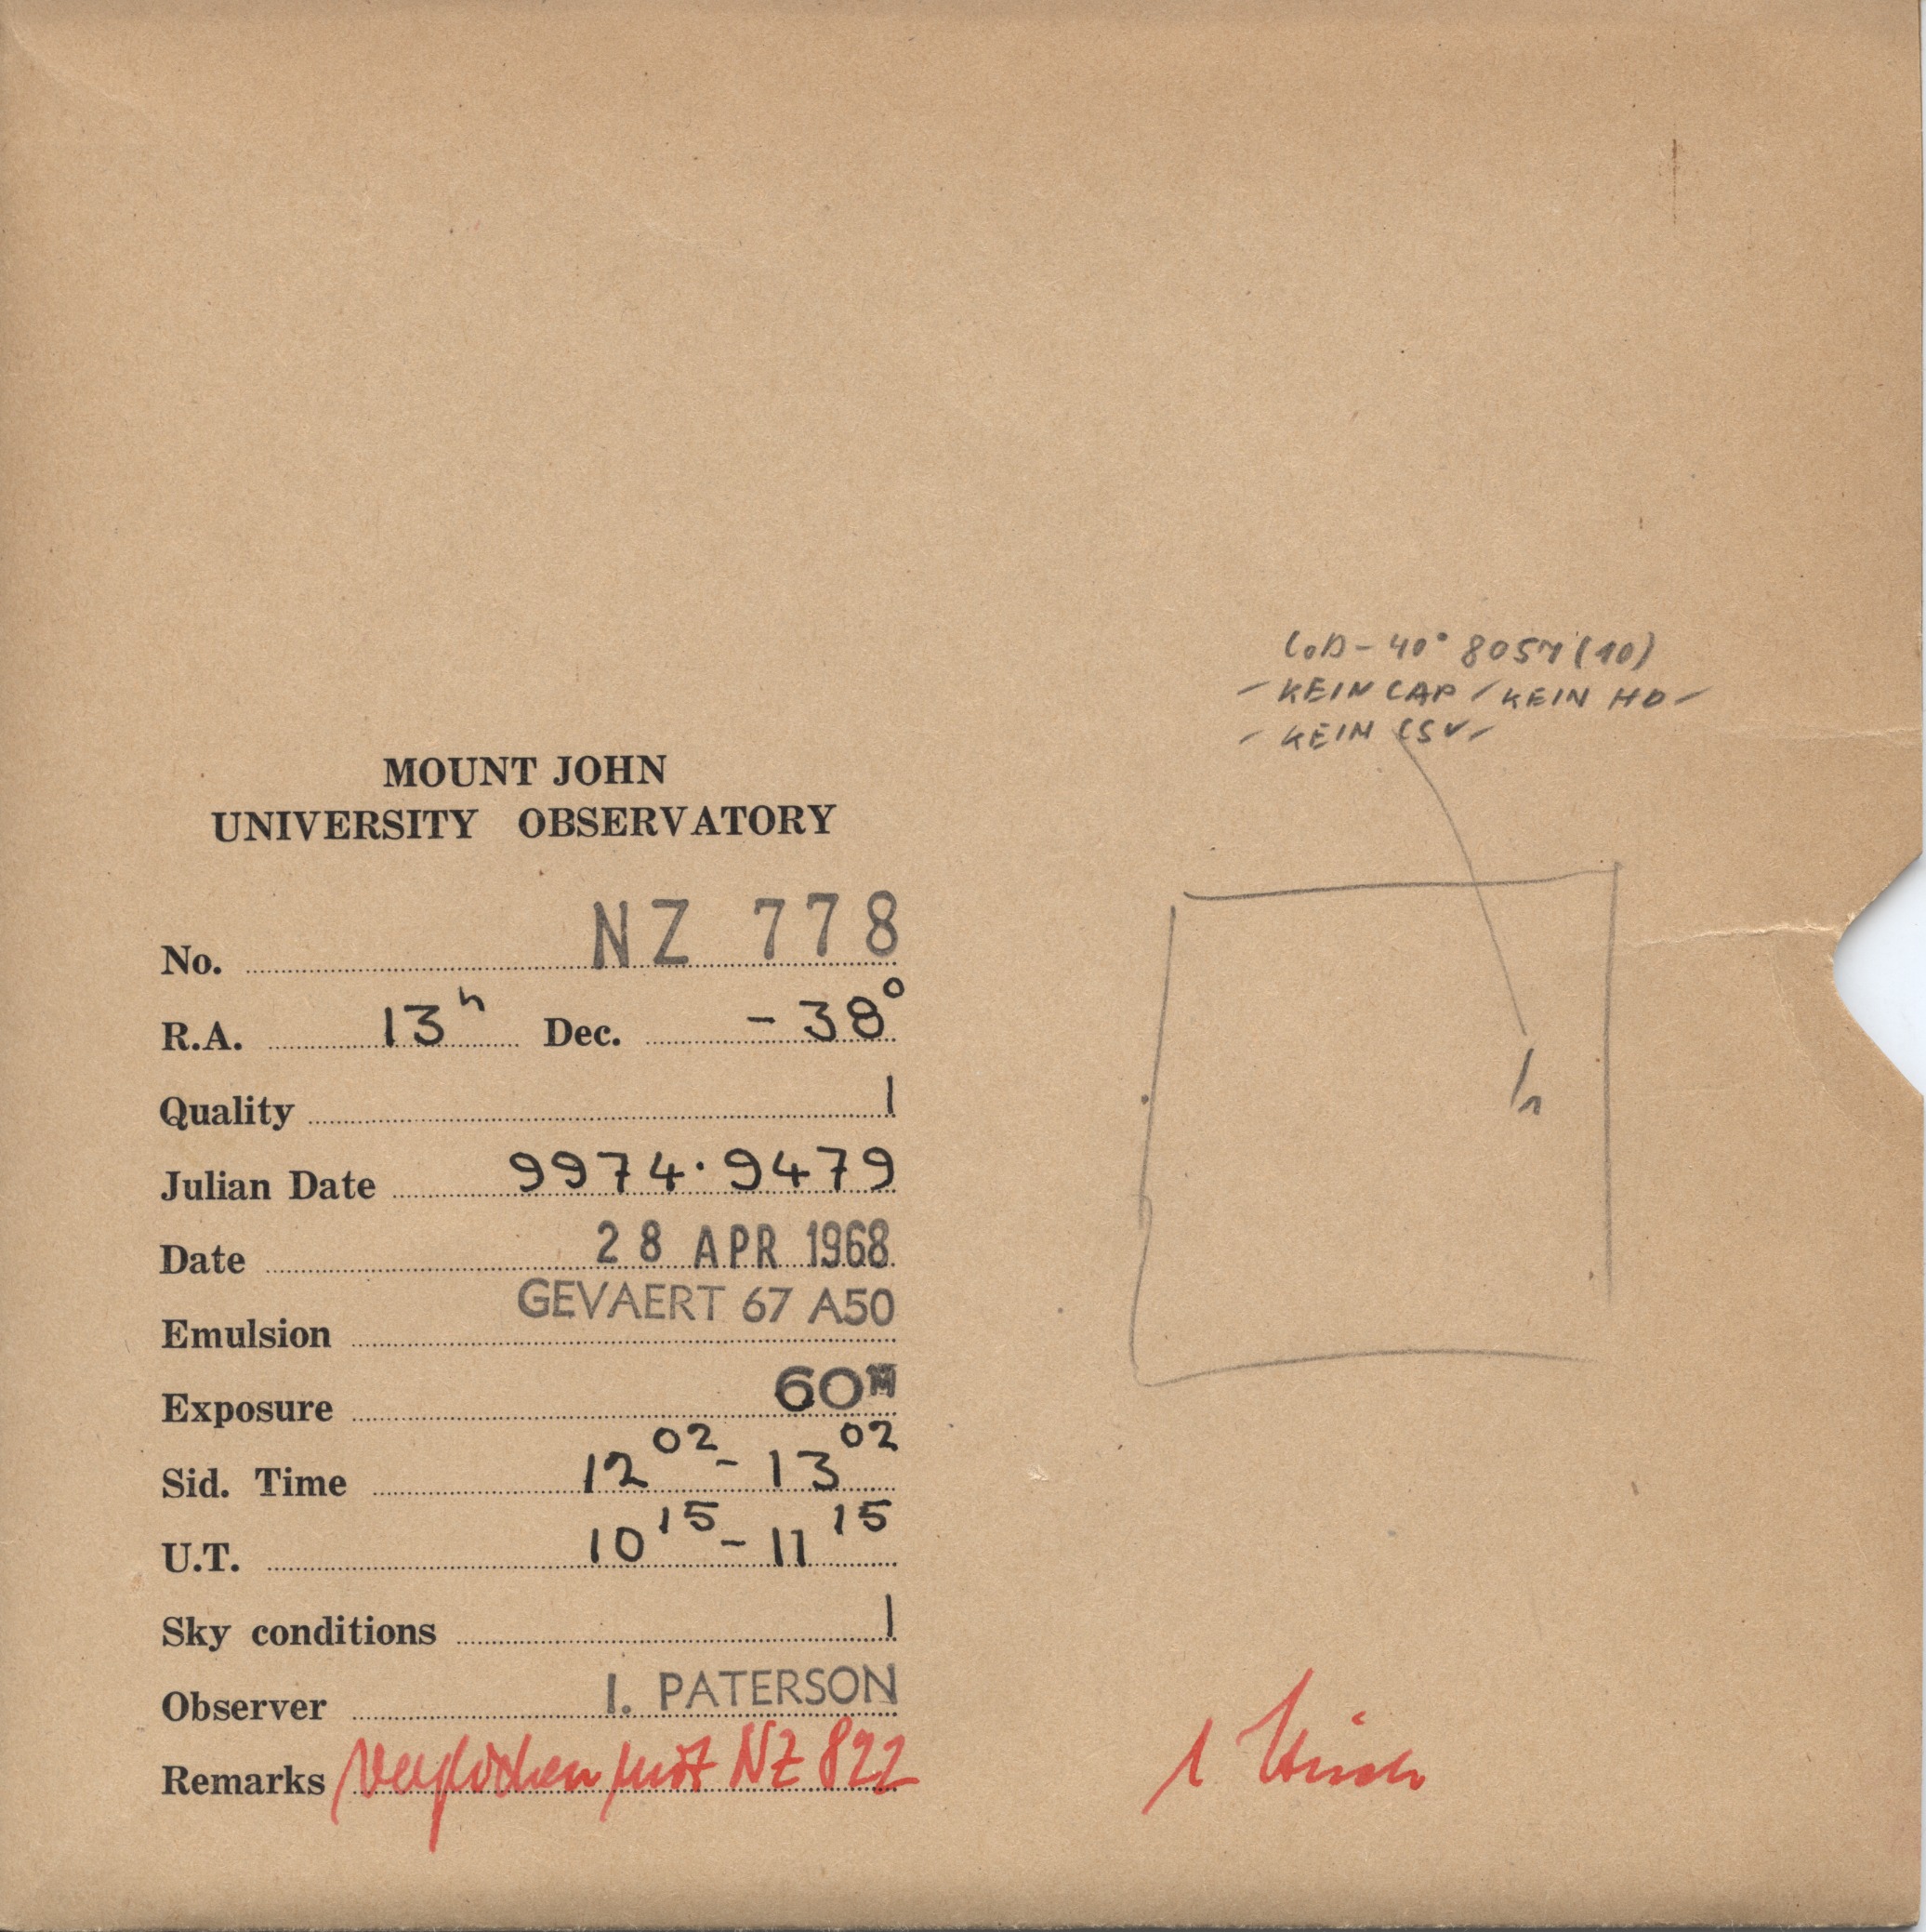 CoD - 40° 8057 (10)
- KEIN CAP / KEIN HD -
- KEIN CSV -
MOUNT JOHN
UNIVERSITY OBSERVATORY
No. NZ 778
R.A. 13h Dec. -38°
Quality 1
Julian Date 9974.9479
Date 28 APR 1968
Emulsion GEVAERT 67 A50
Exposure 60M
Sid. Time 12 02 - 13 02
U.T. 10 15 - 11 15
Sky conditions 1
Observer I. PATERSON
Remarks verglichen mit NZ 822
h
1